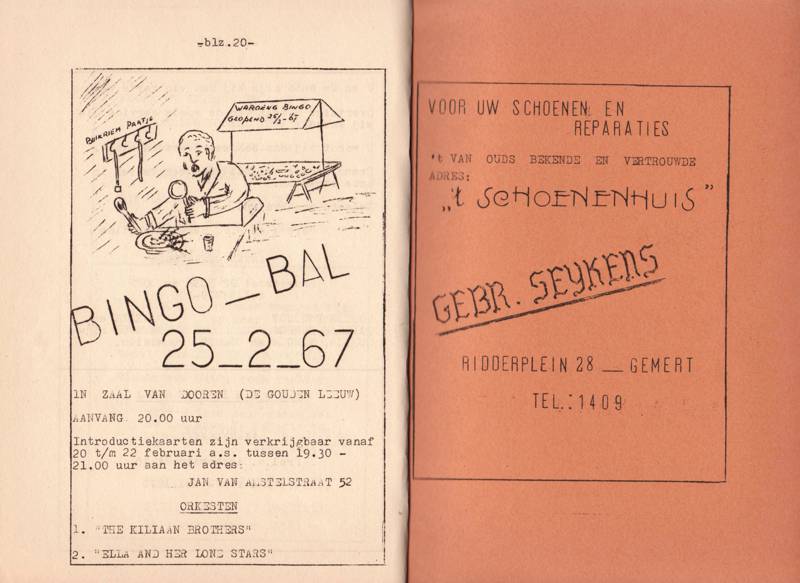 -blz.20-
BUIKRIEM PAATJE
WAROENG BINGO
GEOPEND 25/2-67
BINGO_BAL
25_2_67
IN ZAAL VAN DOOREN (DE GOUDEN LEEUW)
AANVANG 20.00 uur
Introductiekaarten zijn verkrijgbaar vanaf
20 t/m 22 februari a.s. tussen 19.30 -
21.00 uur aan het adres:
JAN VAN AMSTELSTRAAT 52
ORKESTEN
1. "THE KILIAAN BROTHERS"
2. "ELLA AND HER LONE STARS"
VOOR UW SCHOENEN EN
REPARATIES
't VAN OUDS BEKENDE EN VERTROUWDE
ADRES:
„'t SCHOENENHUIS”
GEBR. SEYKENS
RIDDERPLEIN 28 _ GEMERT
TEL.: 1409